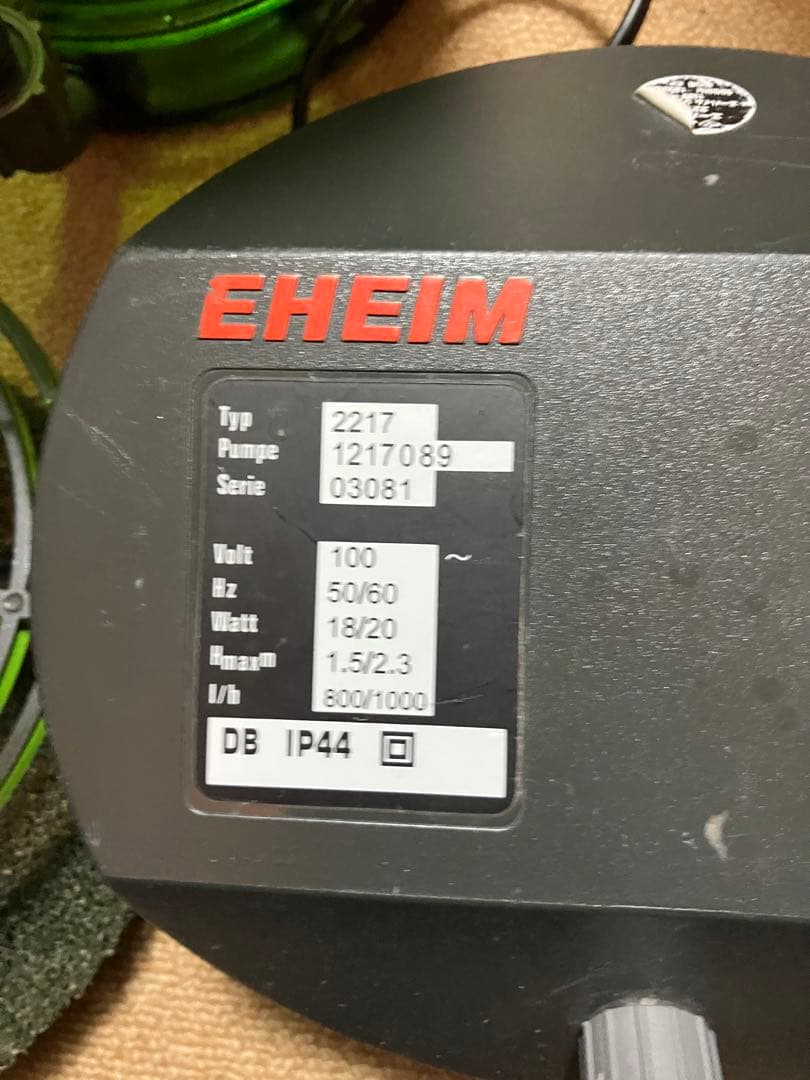 EHEIM
Typ 2217
Pumpe 1217089
Serie 03081
Volt 100 ~
Hz 50/60
Watt 18/20
Hmaxm 1.5/2.3
l/h 800/1000
DB IP44